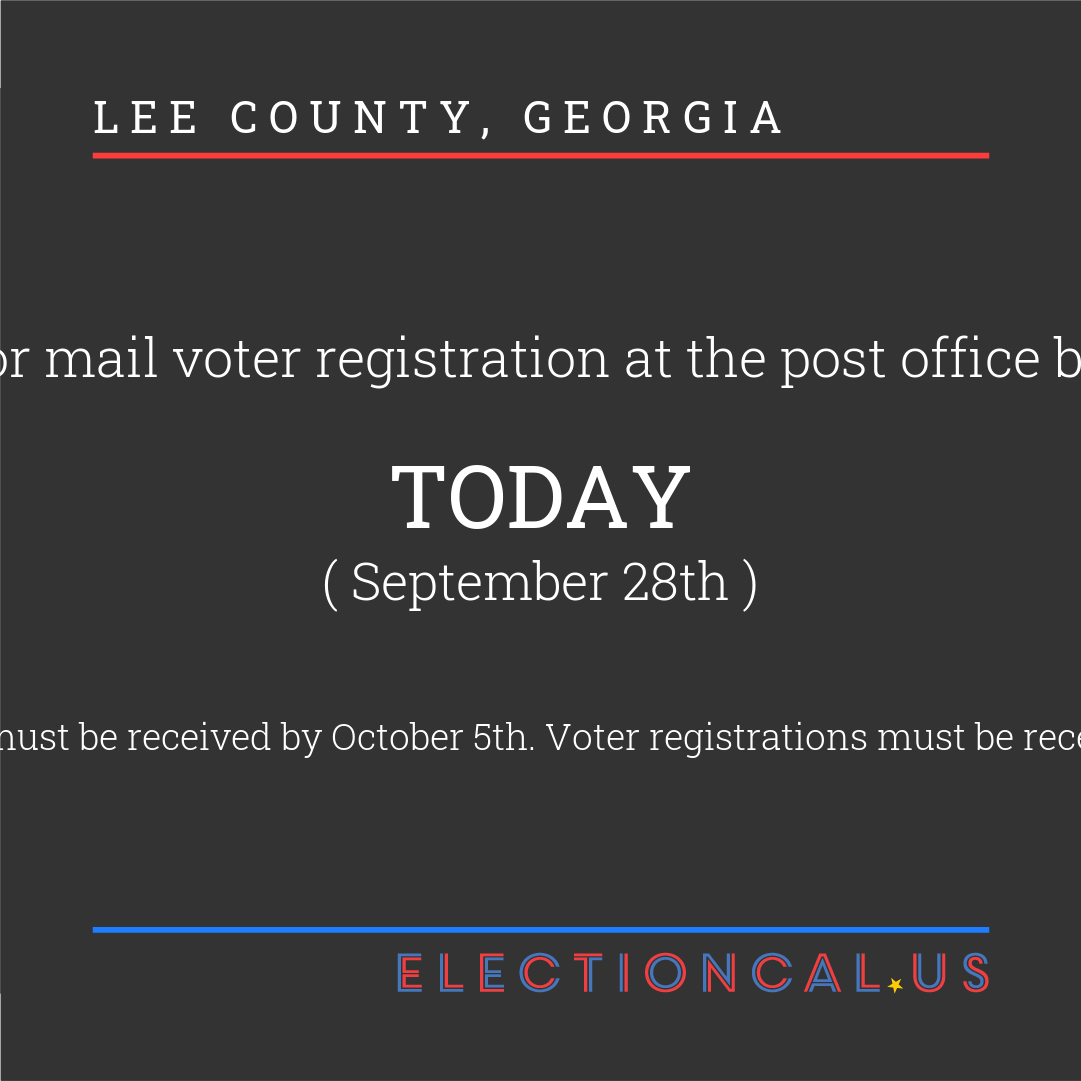 LEE COUNTY, GEORGIA
or mail voter registration at the post office b
TODAY
( September 28th )
must be received by October 5th. Voter registrations must be rece
ELECTIONCAL.US